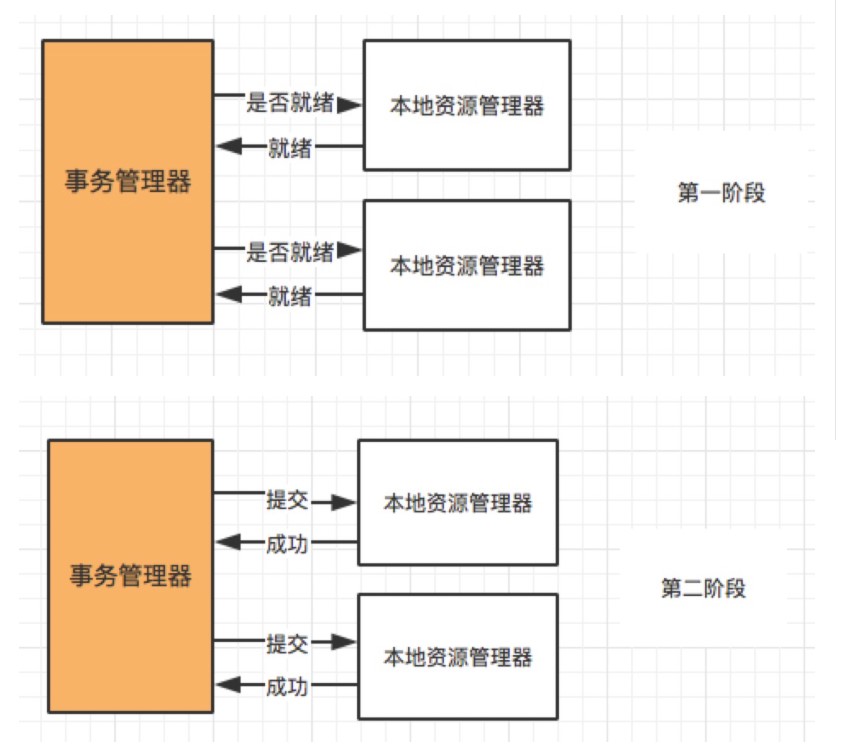 事务管理器
是否就绪
就绪
本地资源管理器
是否就绪
就绪
本地资源管理器
第一阶段
事务管理器
提交
成功
本地资源管理器
提交
成功
本地资源管理器
第二阶段